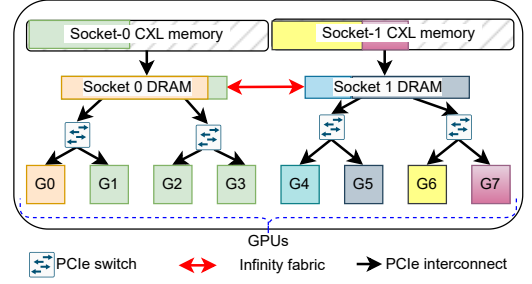 Socket-0 CXL memory
Socket-1 CXL memory
Socket 0 DRAM
Socket 1 DRAM
G0 G1 G2 G3 G4 G5 G6 G7
GPUs
PCIe switch
Infinity fabric
PCIe interconnect